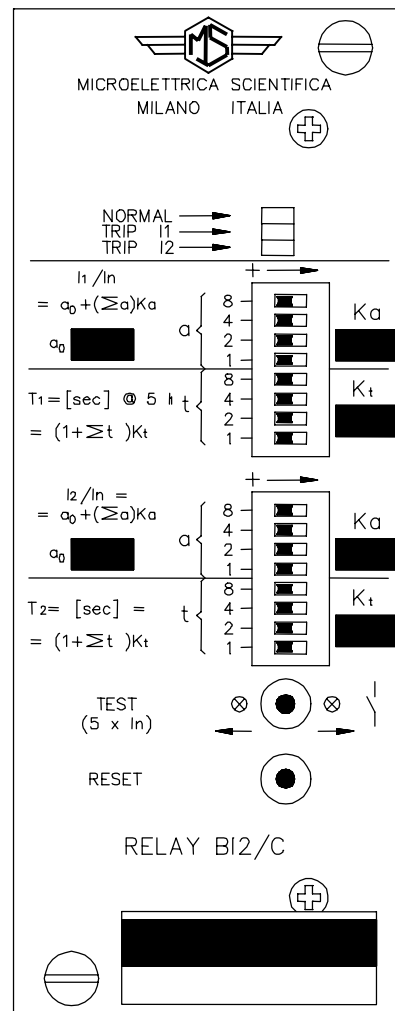 MS
MICROELETTRICA SCIENTIFICA
MILANO ITALIA
NORMAL
TRIP I1
TRIP I2
+
I1/In
= a0+(Σa)Ka
a0
a
8
4
2
1
Ka
T1=[sec] @ 5 I
= (1+Σt )Kt
t
8
4
2
1
Kt
+
I2/In =
= a0+(Σa)Ka
a0
a
8
4
2
1
Ka
T2= [sec] =
= (1+Σt )Kt
t
8
4
2
1
Kt
TEST
(5 x In)
RESET
RELAY BI2/C